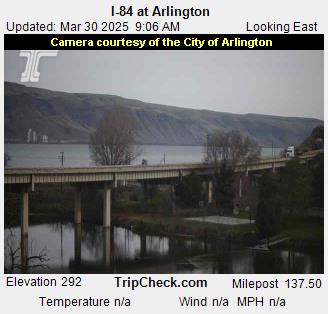 I-84 at Arlington
Updated: Mar 30 2025 9:06 AM Looking East
Camera courtesy of the City of Arlington
Elevation 292 TripCheck.com Milepost 137.50
Temperature n/a Wind n/a MPH n/a